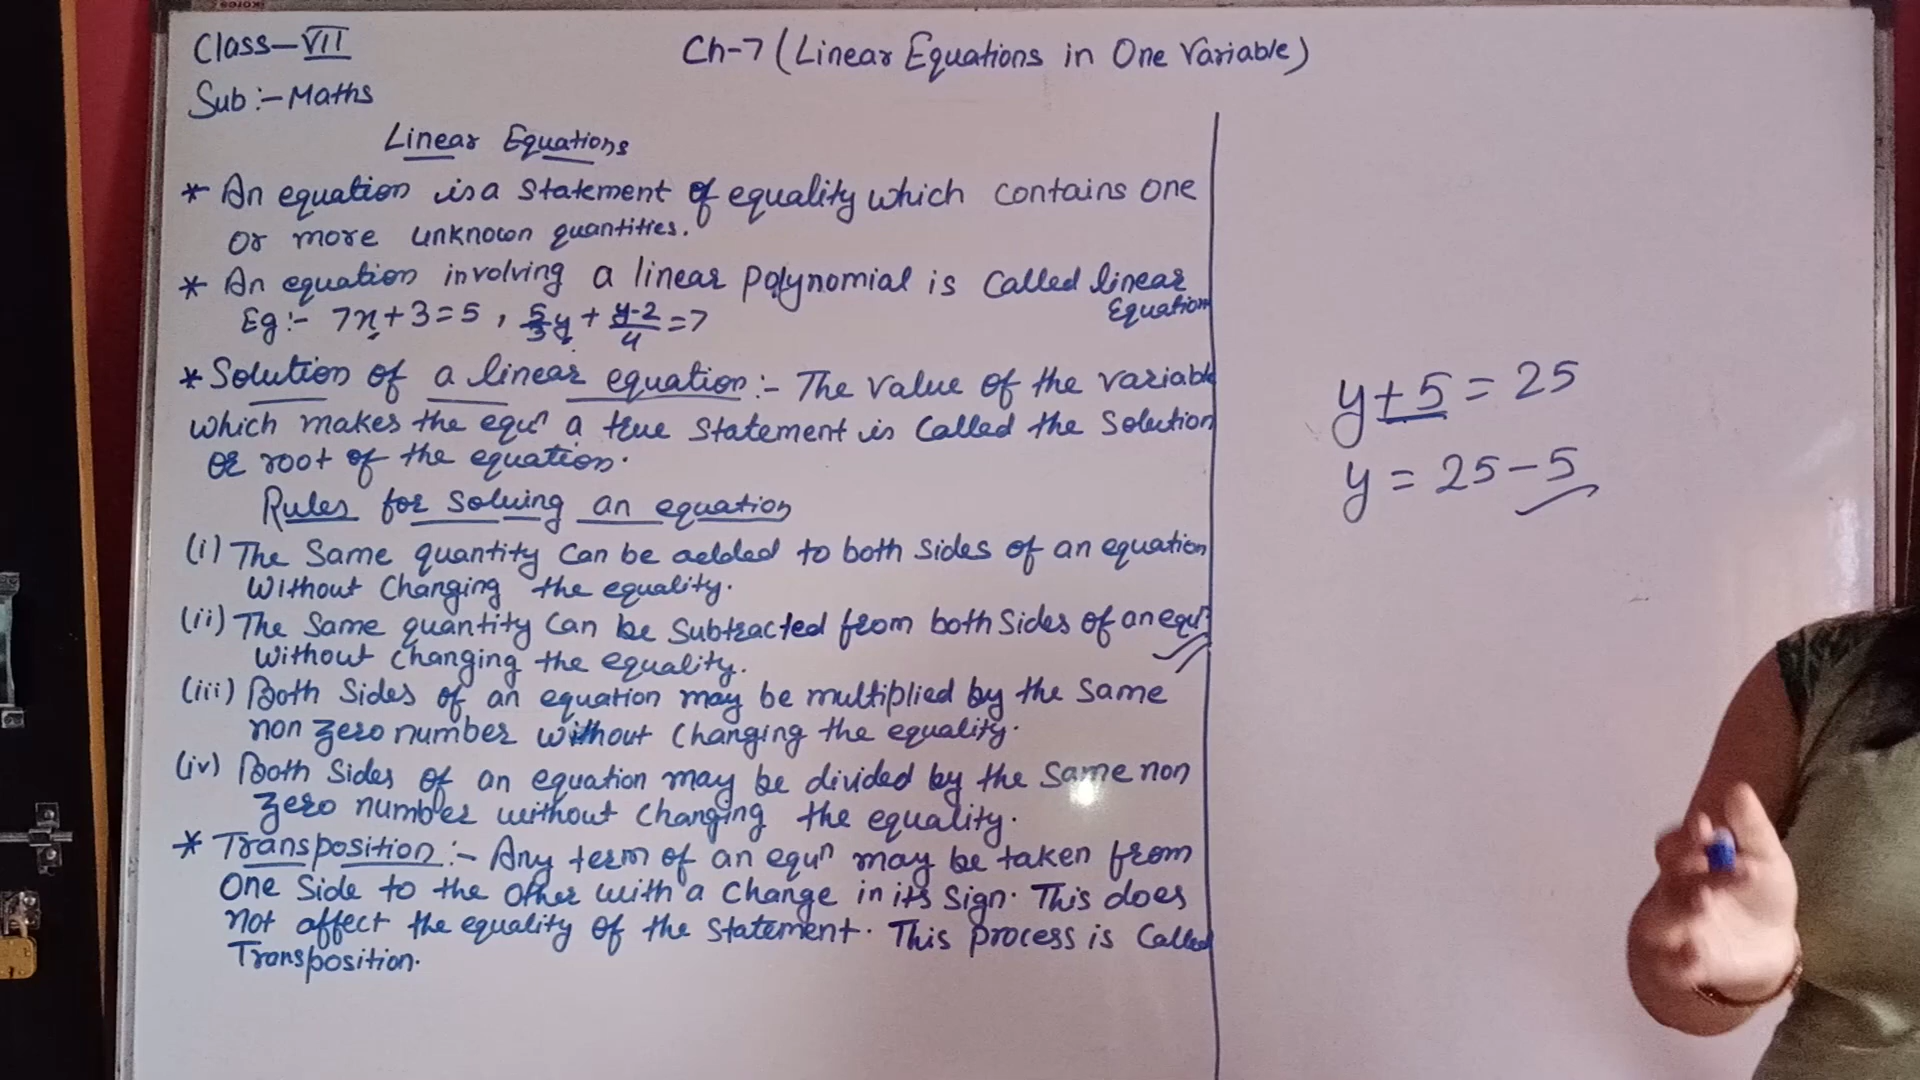 Class-VII
Sub:-Maths
Ch-7 (Linear Equations in One Variable)
Linear Equations
* An equation is a statement of equality which contains one
or more unknown quantities.
* An equation involving a linear polynomial is called linear
Equation
Eg:- 7x+3=5, 5/3y + y-2/4 =7
* Solution of a linear equation:- The value of the variable
which makes the equn a true statement is called the solution
or root of the equation.
Rules for solving an equation
(i) The same quantity can be added to both sides of an equation
without changing the equality.
(ii) The same quantity can be subtracted from both sides of an equn
without changing the equality.
(iii) Both sides of an equation may be multiplied by the same
non zero number without changing the equality.
(iv) Both sides of an equation may be divided by the same non
zero number without changing the equality.
* Transposition:- Any term of an equn may be taken from
one side to the other with a change in its sign. This does
not affect the equality of the statement. This process is called
Transposition.
y+5=25
y=25-5